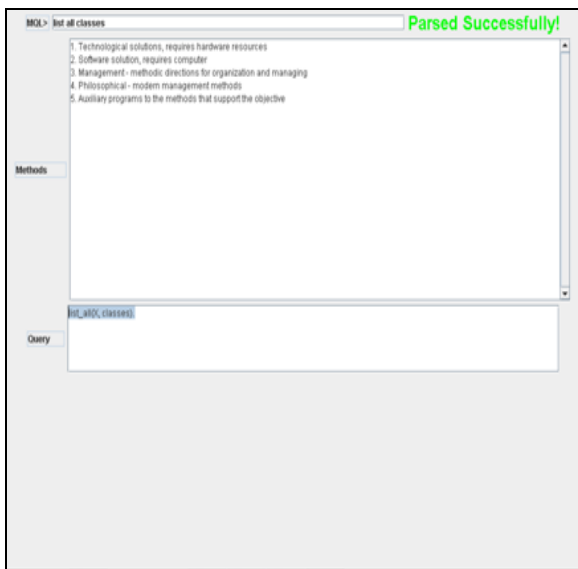 MQL> list all classes Parsed Successfully!
1. Technological solutions, requires hardware resources
2. Software solution, requires computer
3. Management - methodic directions for organization and managing
4. Philosophical - modern management methods
5. Auxiliary programs to the methods that support the objective
Methods
list_all(X, classes).
Query